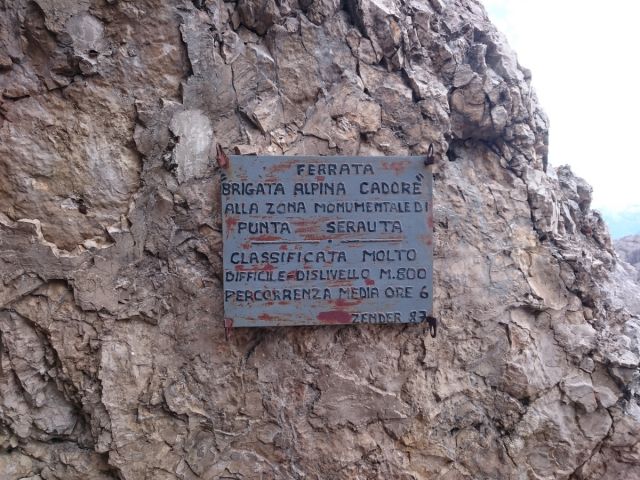 FERRATA
BRIGATA ALPINA CADORE"
ALLA ZONA MONUMENTALE DI
PUNTA SERAUTA
CLASSIFICATA MOLTO
DIFFICILE-DISLIVELLO M.800
PERCORRENZA MEDIA ORE 6
ZENDER 87